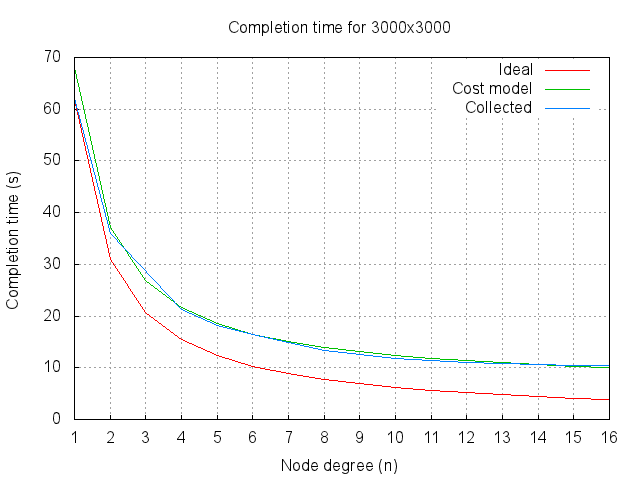 Completion time for 3000x3000
Ideal
Cost model
Collected
Completion time (s)
70
60
50
40
30
20
10
0
1 2 3 4 5 6 7 8 9 10 11 12 13 14 15 16
Node degree (n)